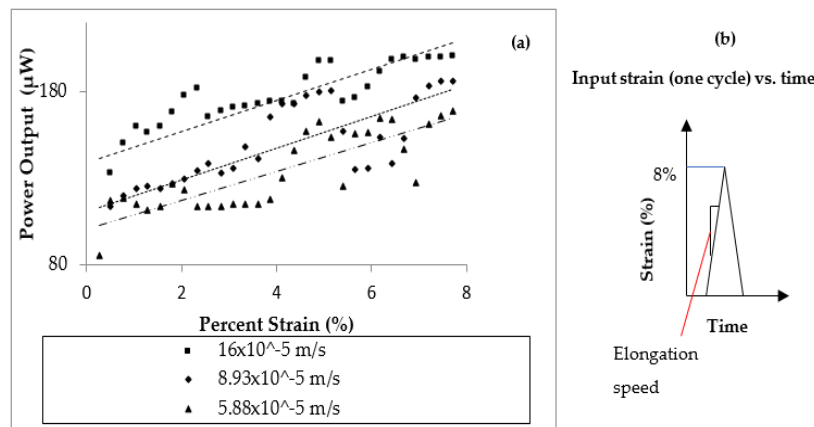 (a)
180
80
Power Output (µW)
0 2 4 6 8
Percent Strain (%)
16x10^-5 m/s
8.93x10^-5 m/s
5.88x10^-5 m/s
(b)
Input strain (one cycle) vs. time
8%
Strain (%)
Time
Elongation
speed